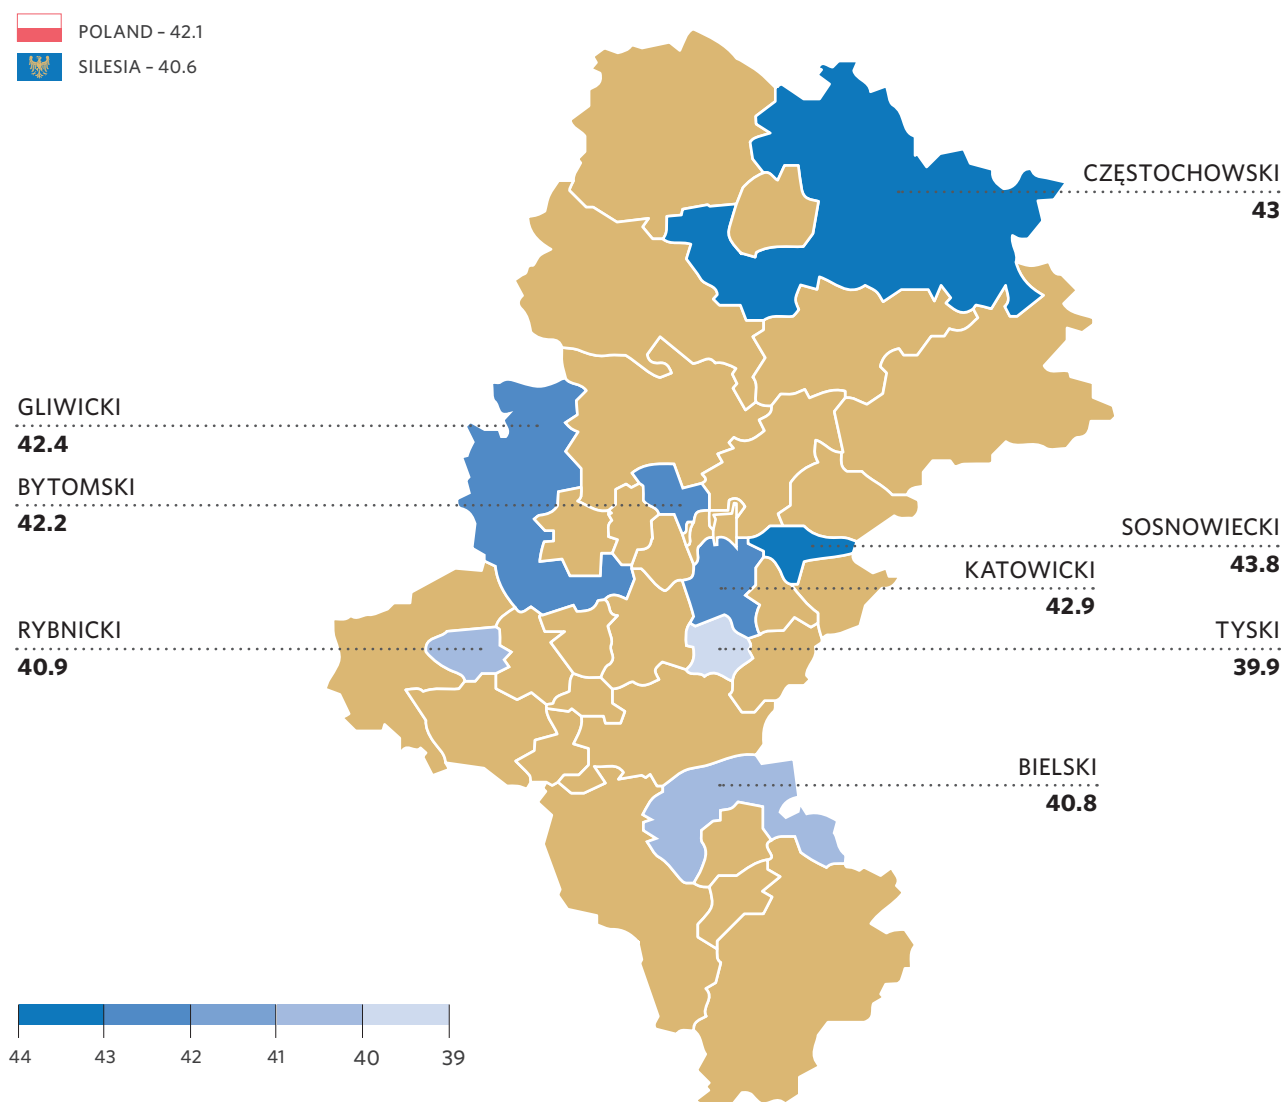 POLAND – 42.1
SILESIA – 40.6
CZĘSTOCHOWSKI
43
GLIWICKI
42.4
BYTOMSKI
42.2
SOSNOWIECKI
43.8
KATOWICKI
42.9
RYBNICKI
40.9
TYSKI
39.9
BIELSKI
40.8
44 43 42 41 40 39